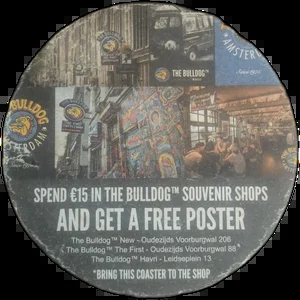 THE BULLDOG™
AMSTERDAM
BULLDOG
SPEND €15 IN THE BULLDOG™ SOUVENIR SHOPS
AND GET A FREE POSTER
The Bulldog™ New - Oudezijds Voorburgwal 206
The Bulldog™ The First - Oudezijds Voorburgwal 88
The Bulldog™ Havri - Leidseplein 13
*BRING THIS COASTER TO THE SHOP